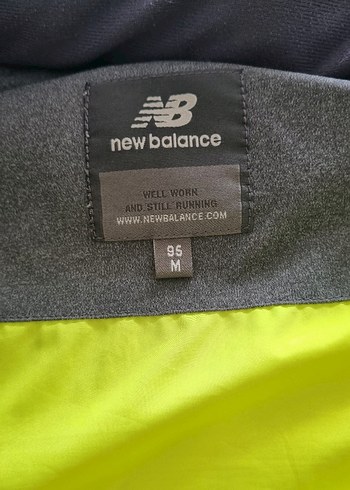 NB
new balance
WELL WORN
AND STILL RUNNING
WWW.NEWBALANCE.COM
95
M